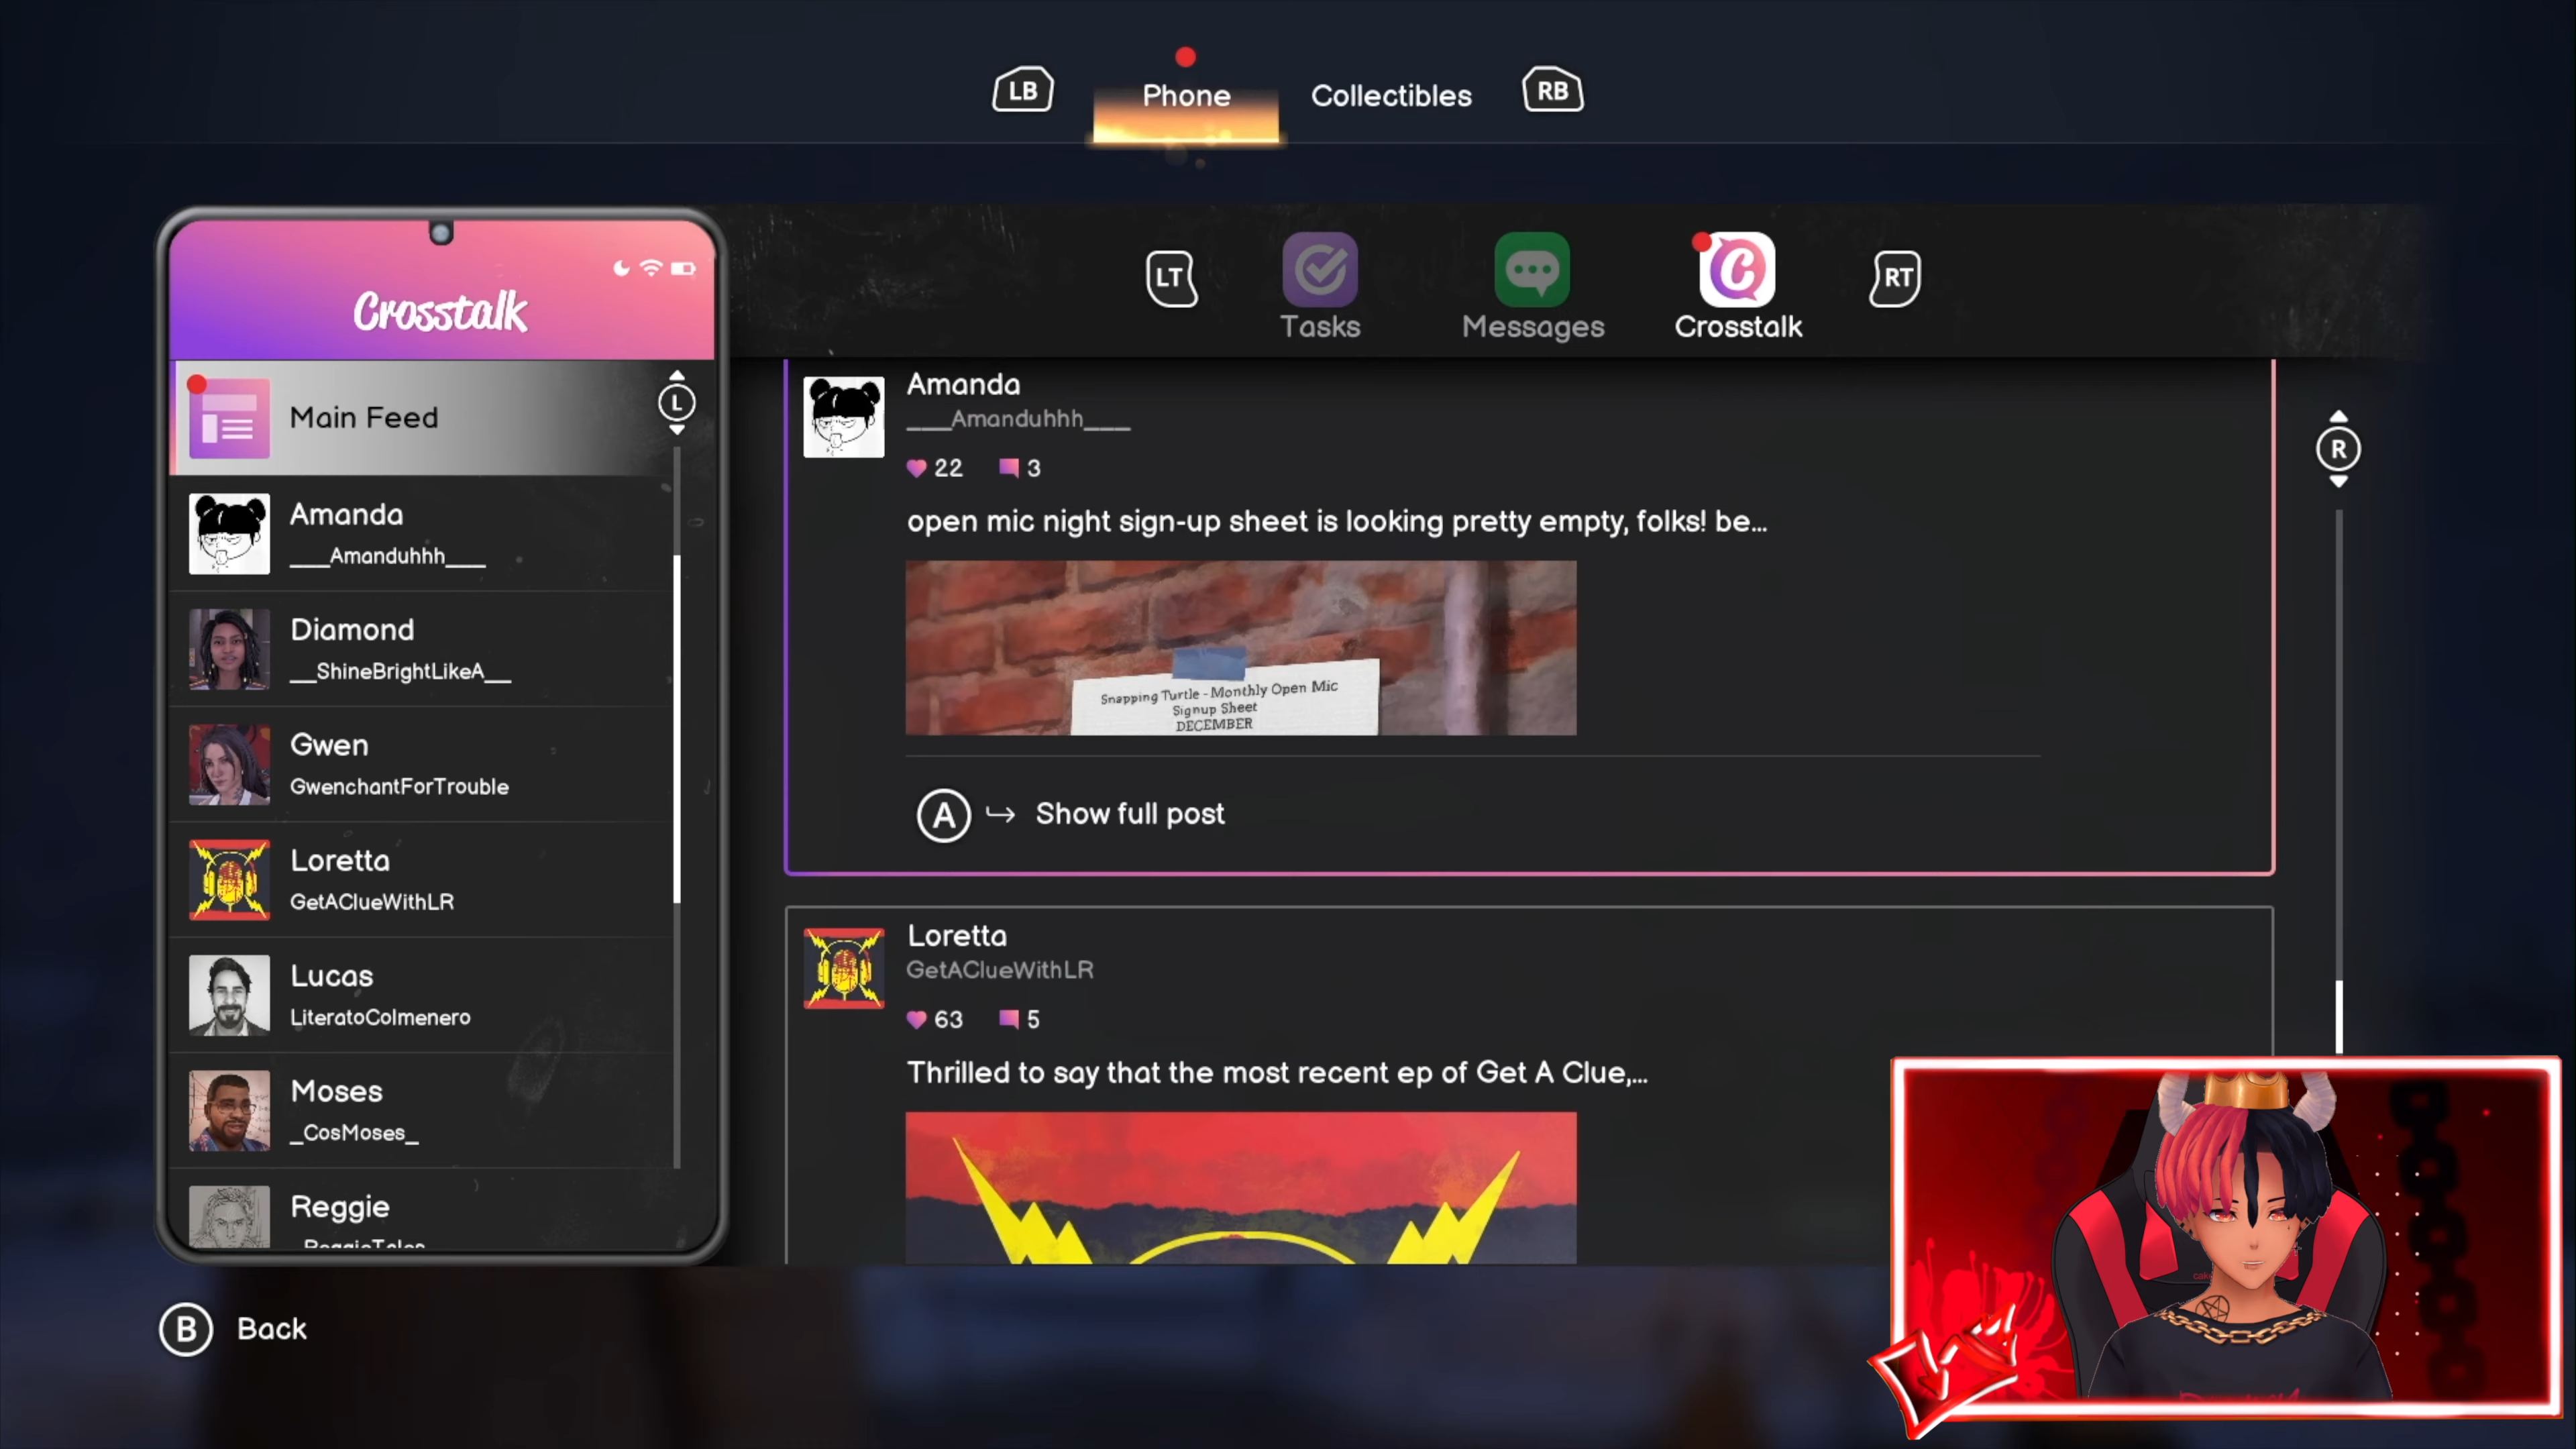 LB
Phone
Collectibles
RB
Crosstalk
LT
Tasks
Messages
Crosstalk
RT
Main Feed
L
Amanda
___Amanduhhh___
Diamond
__ShineBrightLikeA__
Gwen
GwenchantForTrouble
Loretta
GetAClueWithLR
Lucas
LiteratoColmenero
Moses
_CosMoses_
Reggie
_ReggieTales
Amanda
___Amanduhhh___
22
3
open mic night sign-up sheet is looking pretty empty, folks! be...
Snapping Turtle - Monthly Open Mic
Signup Sheet
DECEMBER
A
Show full post
R
Loretta
GetAClueWithLR
63
5
Thrilled to say that the most recent ep of Get A Clue,...
B
Back